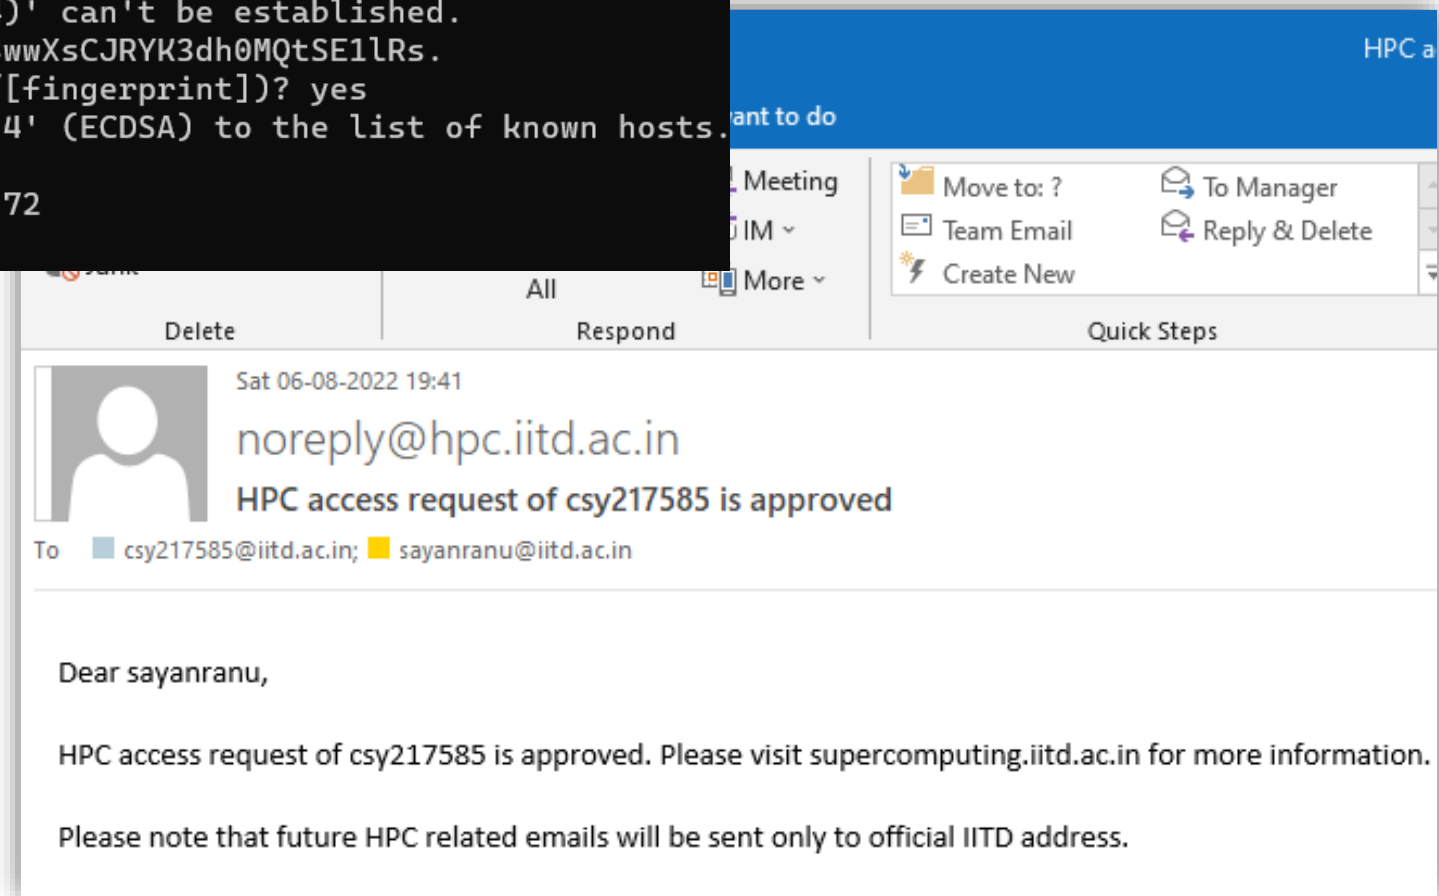 )' can't be established.
wwXsCJRYK3dh0MQtSE1lRs.
[fingerprint])? yes
4' (ECDSA) to the list of known hosts.
72
HPC a
ant to do
Meeting
IM
More
All
Delete
Respond
Move to: ?
To Manager
Team Email
Reply & Delete
Create New
Quick Steps
Sat 06-08-2022 19:41
noreply@hpc.iitd.ac.in
HPC access request of csy217585 is approved
To csy217585@iitd.ac.in; sayanranu@iitd.ac.in
Dear sayanranu,
HPC access request of csy217585 is approved. Please visit supercomputing.iitd.ac.in for more information.
Please note that future HPC related emails will be sent only to official IITD address.